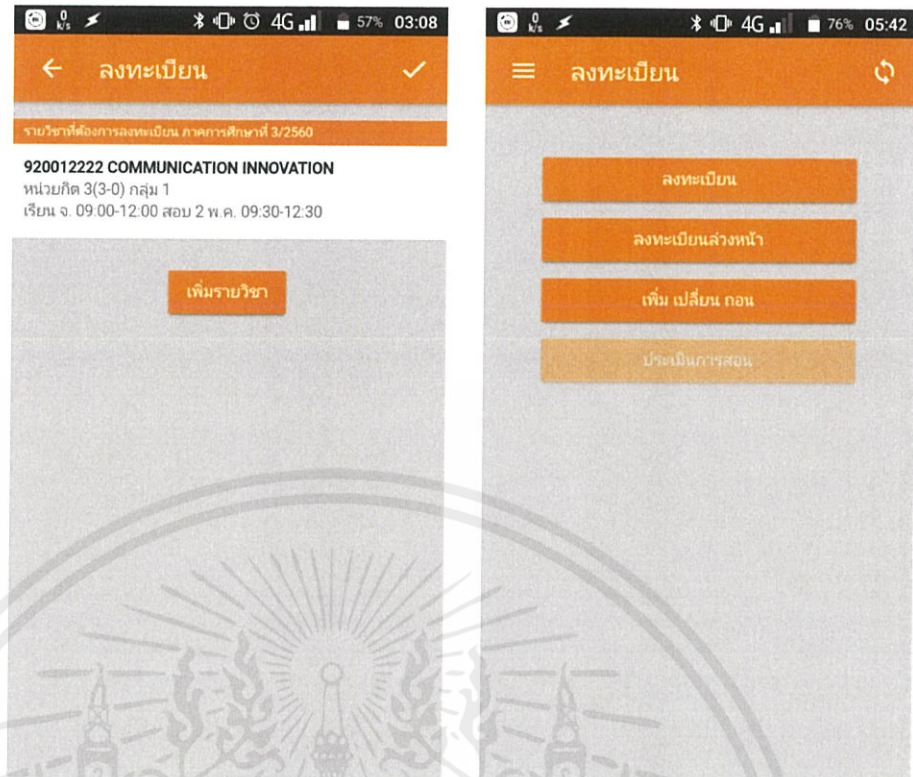 0 k/s 4G 57% 03:08
ลงทะเบียน
รายวิชาที่ต้องการลงทะเบียน ภาคการศึกษาที่ 3/2560
920012222 COMMUNICATION INNOVATION
หน่วยกิต 3(3-0) กลุ่ม 1
เรียน จ. 09:00-12:00 สอบ 2 พ.ค. 09:30-12:30
เพิ่มรายวิชา
0 k/s 4G 76% 05:42
ลงทะเบียน
ลงทะเบียน
ลงทะเบียนล่วงหน้า
เพิ่ม เปลี่ยน ถอน
ประเมินการสอน